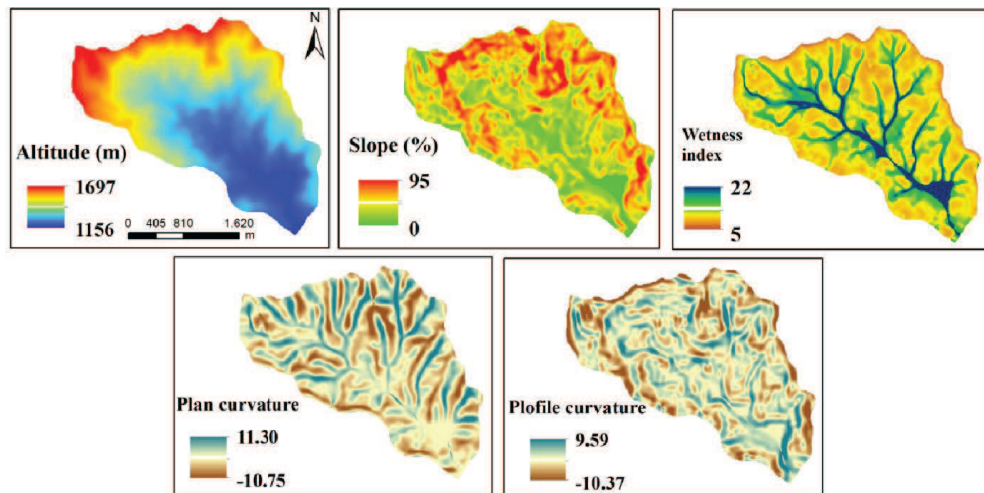 N
Altitude (m)
1697
1156
0 405 810 1.620
m
Slope (%)
95
0
Wetness
index
22
5
Plan curvature
11.30
-10.75
Plofile curvature
9.59
-10.37